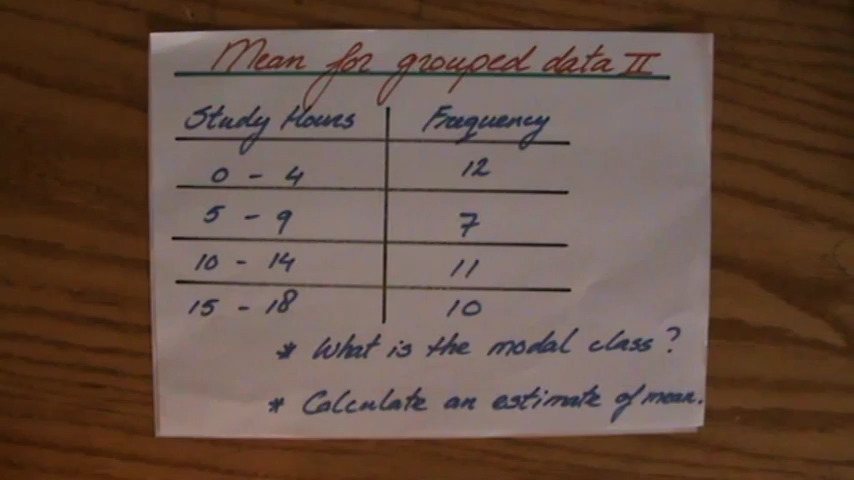 Mean for grouped data II
Study Hours Frequency
0 - 4 12
5 - 9 7
10 - 14 11
15 - 18 10
* What is the modal class?
* Calculate an estimate of mean.